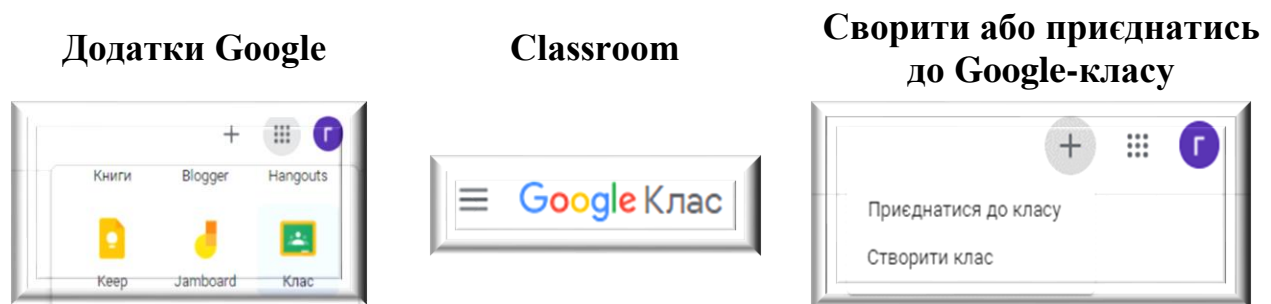 Додатки Google
Classroom
Сворити або приєднатись
до Google-класу
+ Г
Книги Blogger Hangouts
Keep Jamboard Клас
Google Клас
+ Г
Приєднатися до класу
Створити клас